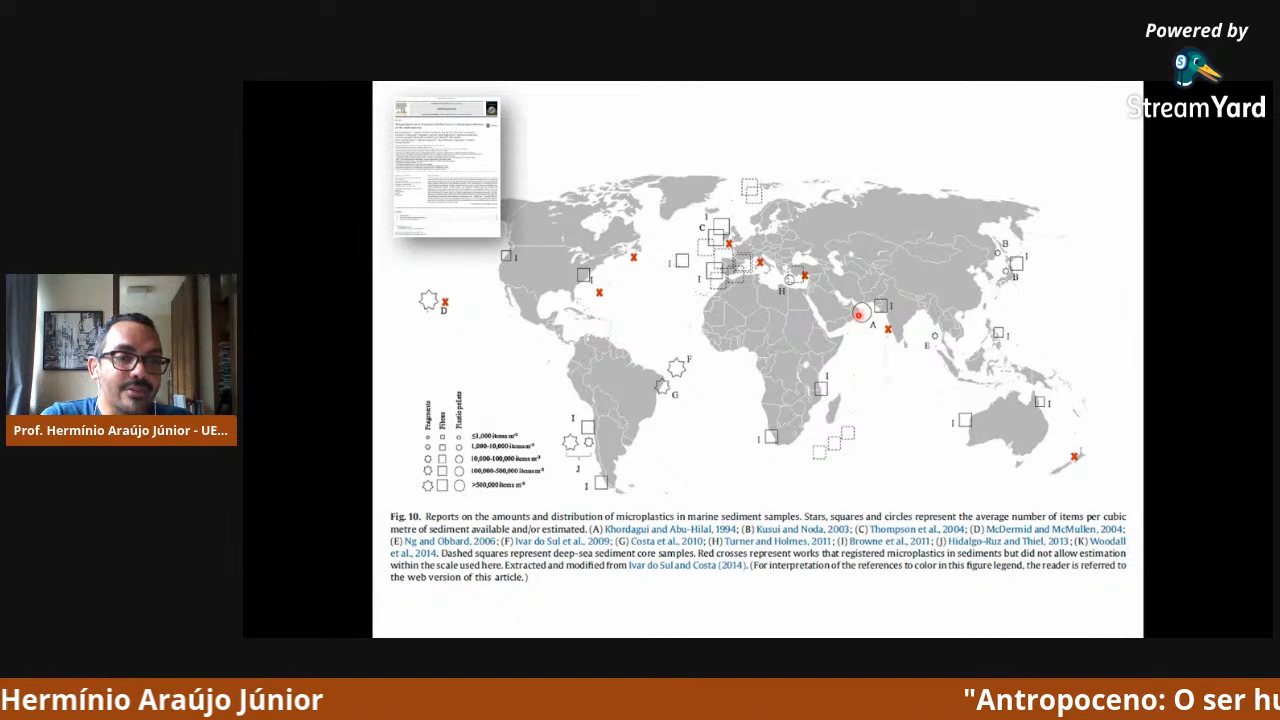 Powered by
StreamYard
Fragments
Fibres
Plastic pellets
≤1,000 items m⁻³
1,000-10,000 items m⁻³
10,000-100,000 items m⁻³
100,000-500,000 items m⁻³
>500,000 items m⁻³
I
C
I
I
B
I
B
I
I
H
I
D
A
I
E
F
G
I
I
I
I
I
J
I
Fig. 10. Reports on the amounts and distribution of microplastics in marine sediment samples. Stars, squares and circles represent the average number of items per cubic
metre of sediment available and/or estimated. (A) Khordagui and Abu-Hilal, 1994; (B) Kusui and Noda, 2003; (C) Thompson et al., 2004; (D) McDermid and McMullen, 2004;
(E) Ng and Obbard, 2006; (F) Ivar do Sul et al., 2009; (G) Costa et al., 2010; (H) Turner and Holmes, 2011; (I) Browne et al., 2011; (J) Hidalgo-Ruz and Thiel, 2013; (K) Woodall
et al., 2014. Dashed squares represent deep-sea sediment core samples. Red crosses represent works that registered microplastics in sediments but did not allow estimation
within the scale used here. Extracted and modified from Ivar do Sul and Costa (2014). (For interpretation of the references to color in this figure legend, the reader is referred to
the web version of this article.)
Prof. Hermínio Araújo Júnior - UE...
Hermínio Araújo Júnior
"Antropoceno: O ser hu